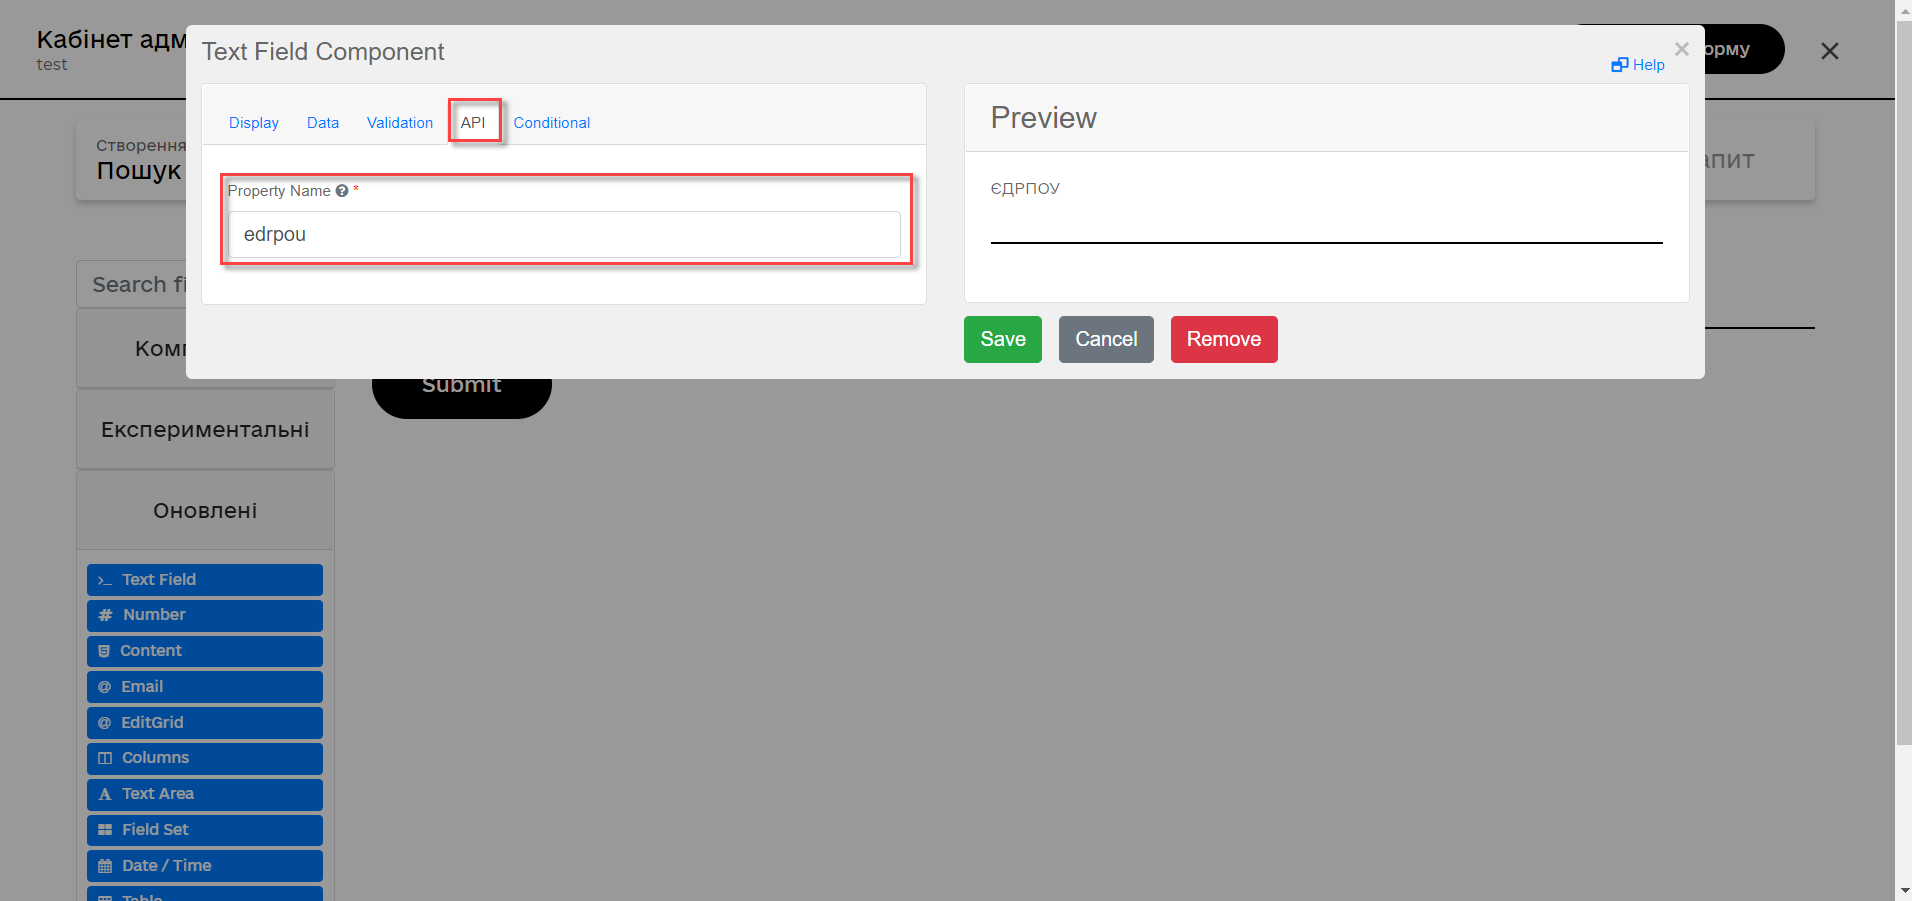 Кабінет адм
test
орму
Text Field Component
Help
Display
Data
Validation
API
Conditional
Property Name *
edrpou
Preview
ЄДРПОУ
Save
Cancel
Remove
Створення
Пошук
апит
Search fi
Комп
Submit
Експериментальні
Оновлені
Text Field
Number
Content
Email
EditGrid
Columns
Text Area
Field Set
Date / Time
Table